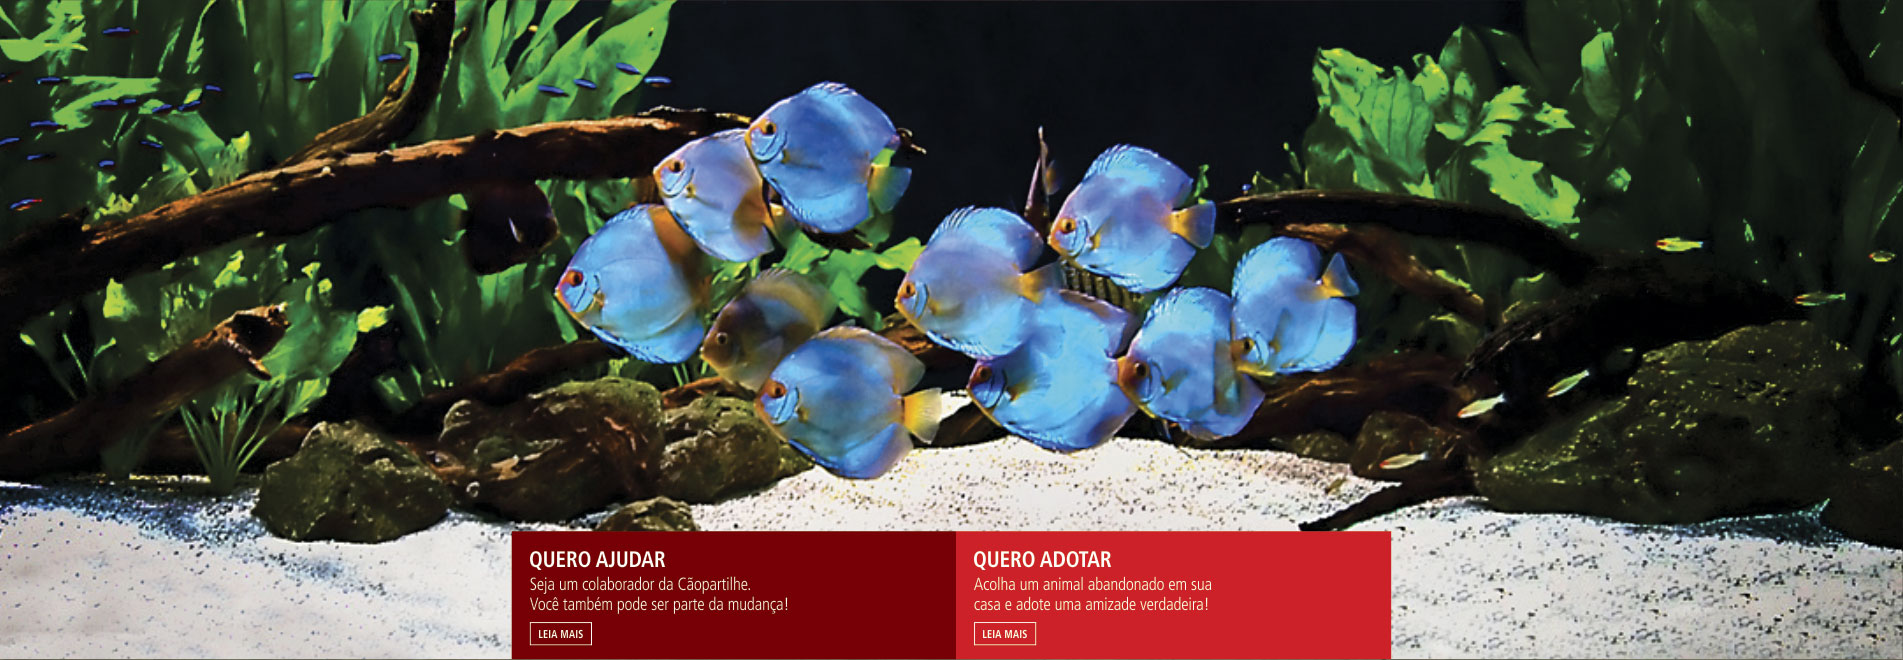 QUERO AJUDAR
Seja um colaborador da Cãopartilhe.
Você também pode ser parte da mudança!
LEIA MAIS
QUERO ADOTAR
Acolha um animal abandonado em sua
casa e adote uma amizade verdadeira!
LEIA MAIS